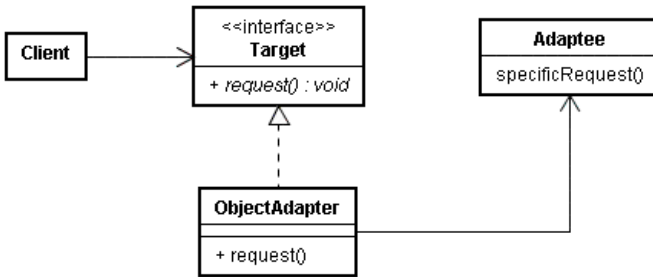 Client
<<interface>>
Target
+ request() : void
Adaptee
specificRequest()
ObjectAdapter
+ request()